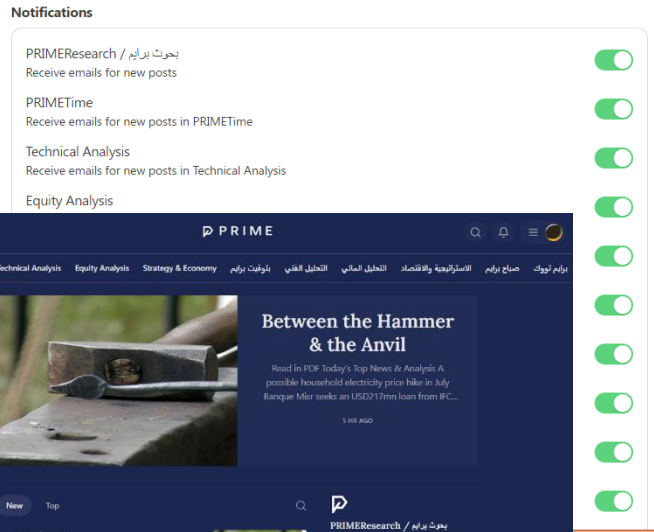 Notifications
PRIMEResearch / بحوث برايم
Receive emails for new posts
PRIMETime
Receive emails for new posts in PRIMETime
Technical Analysis
Receive emails for new posts in Technical Analysis
Equity Analysis
PRIME
Technical Analysis Equity Analysis Strategy & Economy بتوقيت برايم التحليل الفني التحليل المالي الاستراتيجية والاقتصاد صباح برايم برايم تووك
Between the Hammer
& the Anvil
Read in PDF Today's Top News & Analysis A
possible household electricity price hike in July
Banque Misr seeks an USD217mn loan from IFC...
5 HR AGO
New Top
PRIMEResearch / بحوث برايم